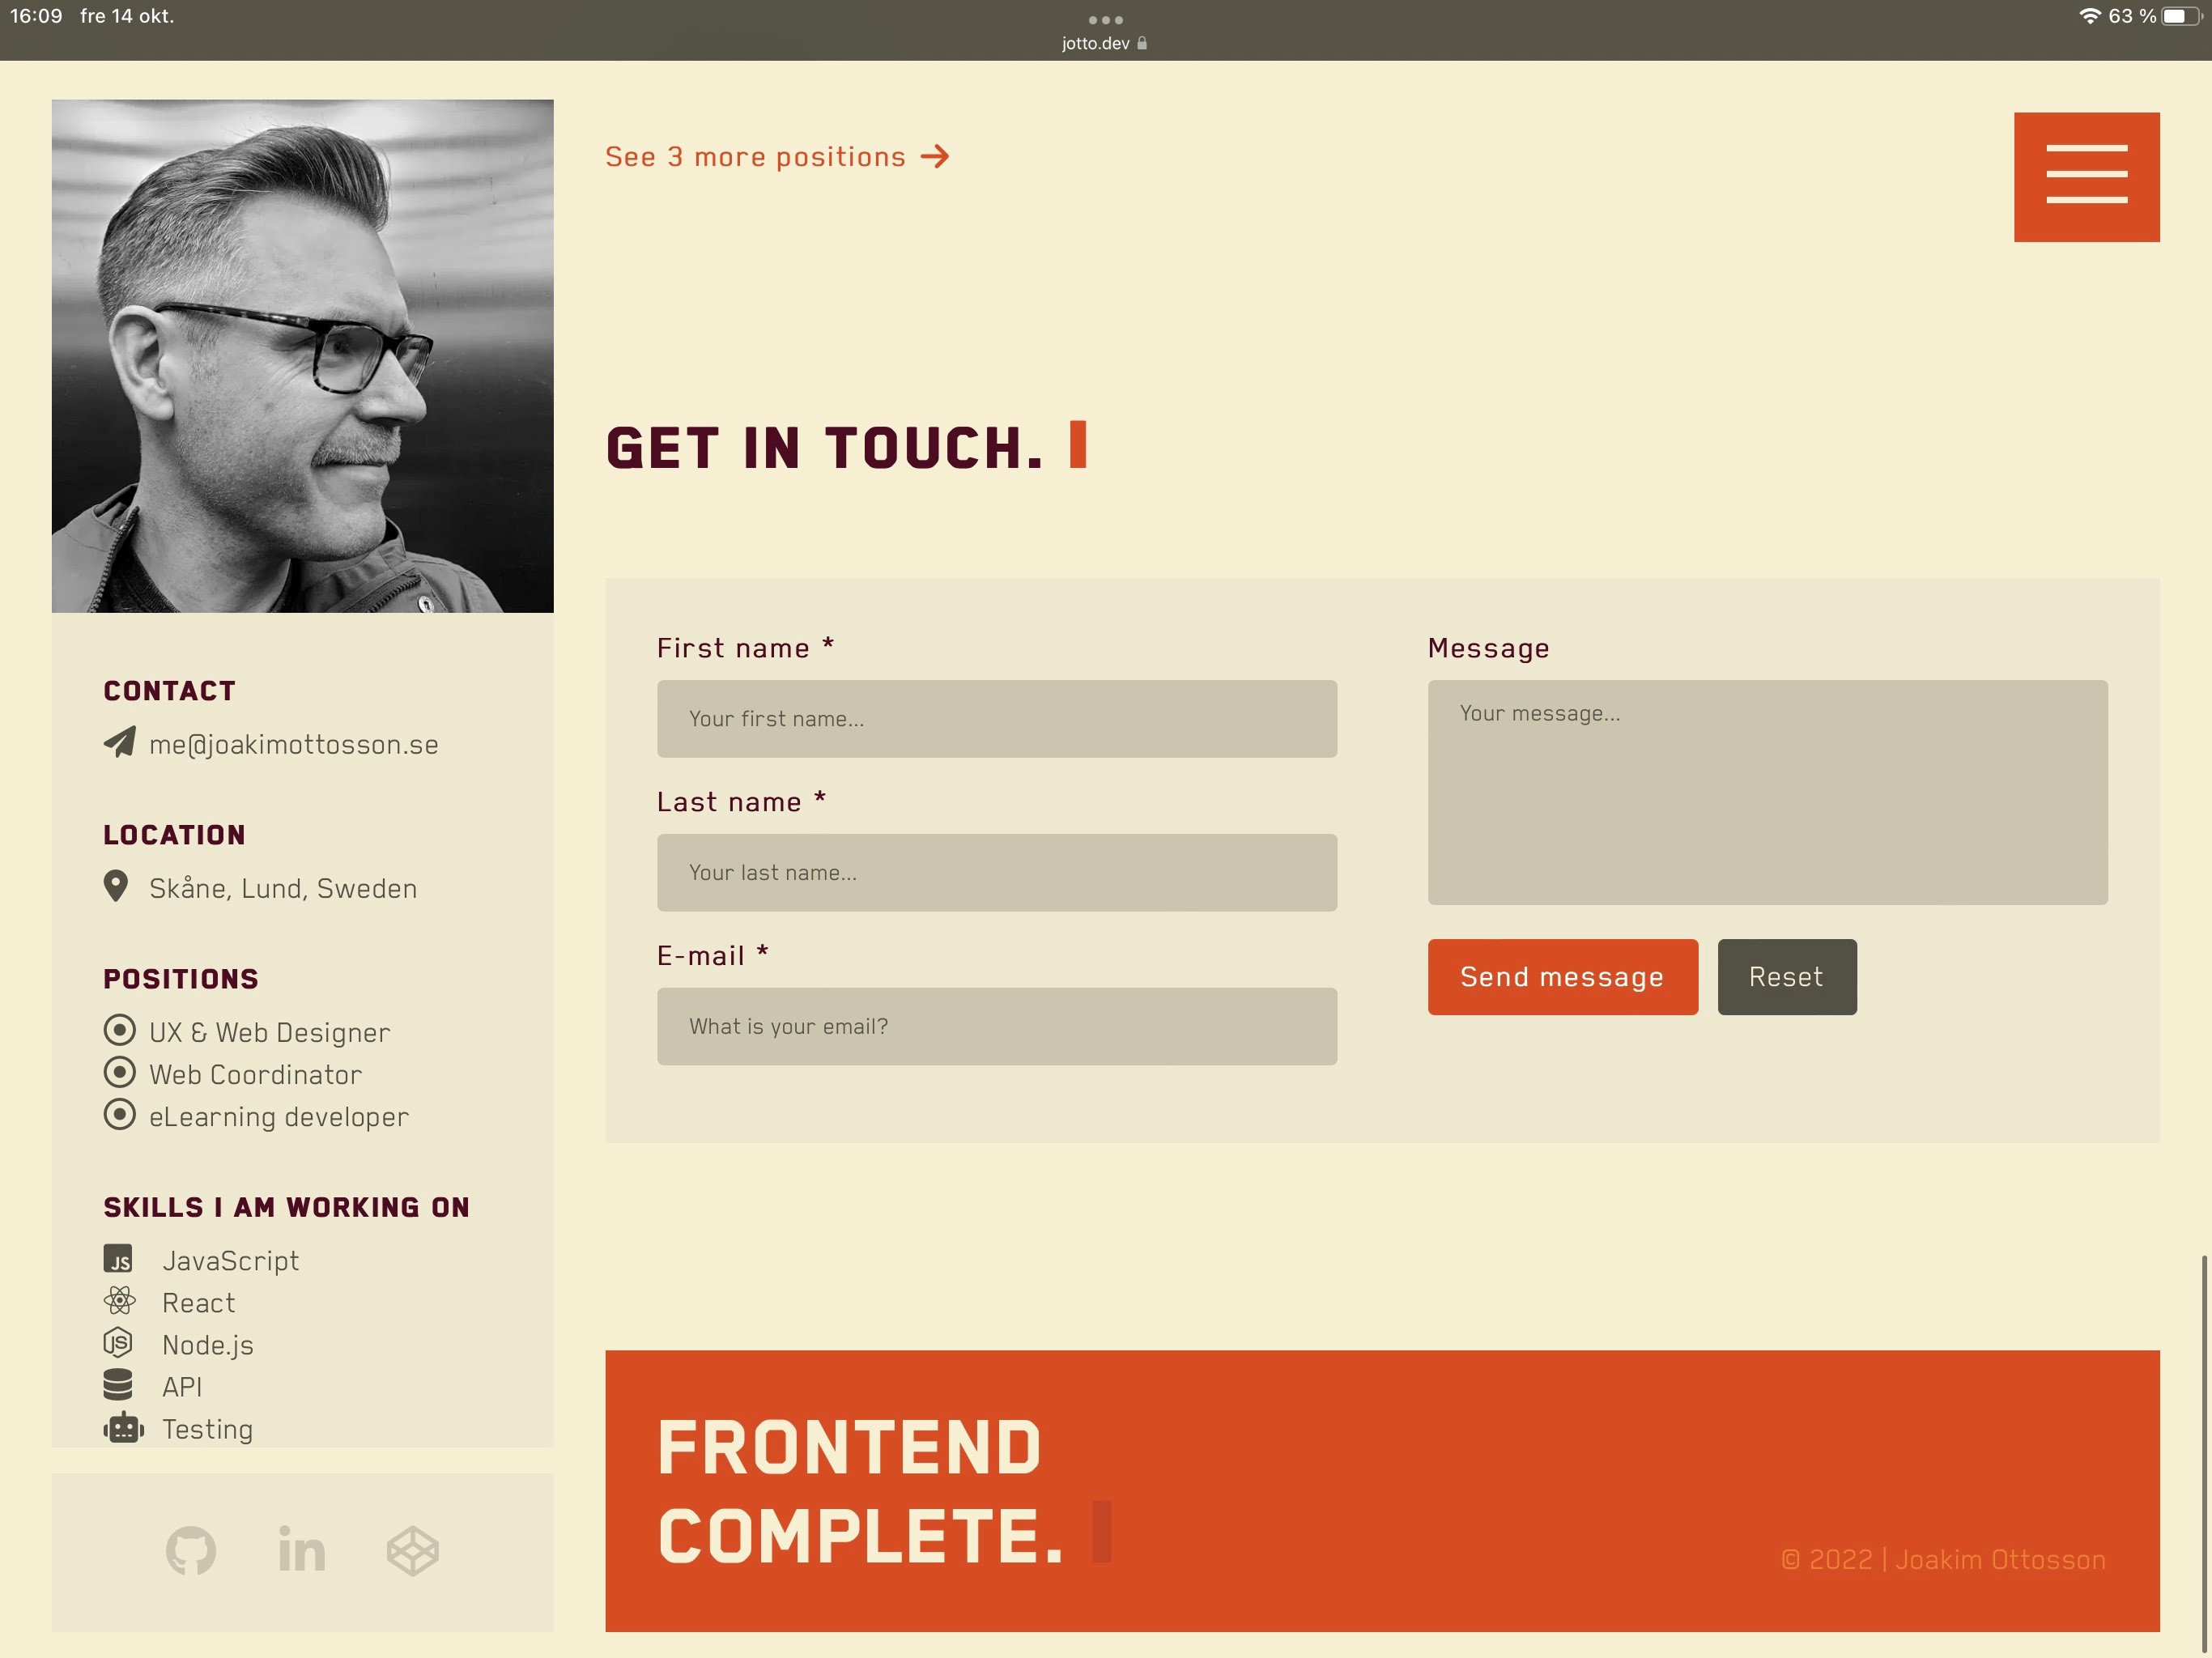 16:09 fre 14 okt.
jotto.dev
63 %
See 3 more positions
GET IN TOUCH.
CONTACT
me@joakimottosson.se
LOCATION
Skåne, Lund, Sweden
POSITIONS
UX & Web Designer
Web Coordinator
eLearning developer
SKILLS I AM WORKING ON
JS JavaScript
React
JS Node.js
API
Testing
in
First name *
Your first name...
Last name *
Your last name...
E-mail *
What is your email?
Message
Your message...
Send message
Reset
FRONTEND
COMPLETE.
© 2022 | Joakim Ottosson